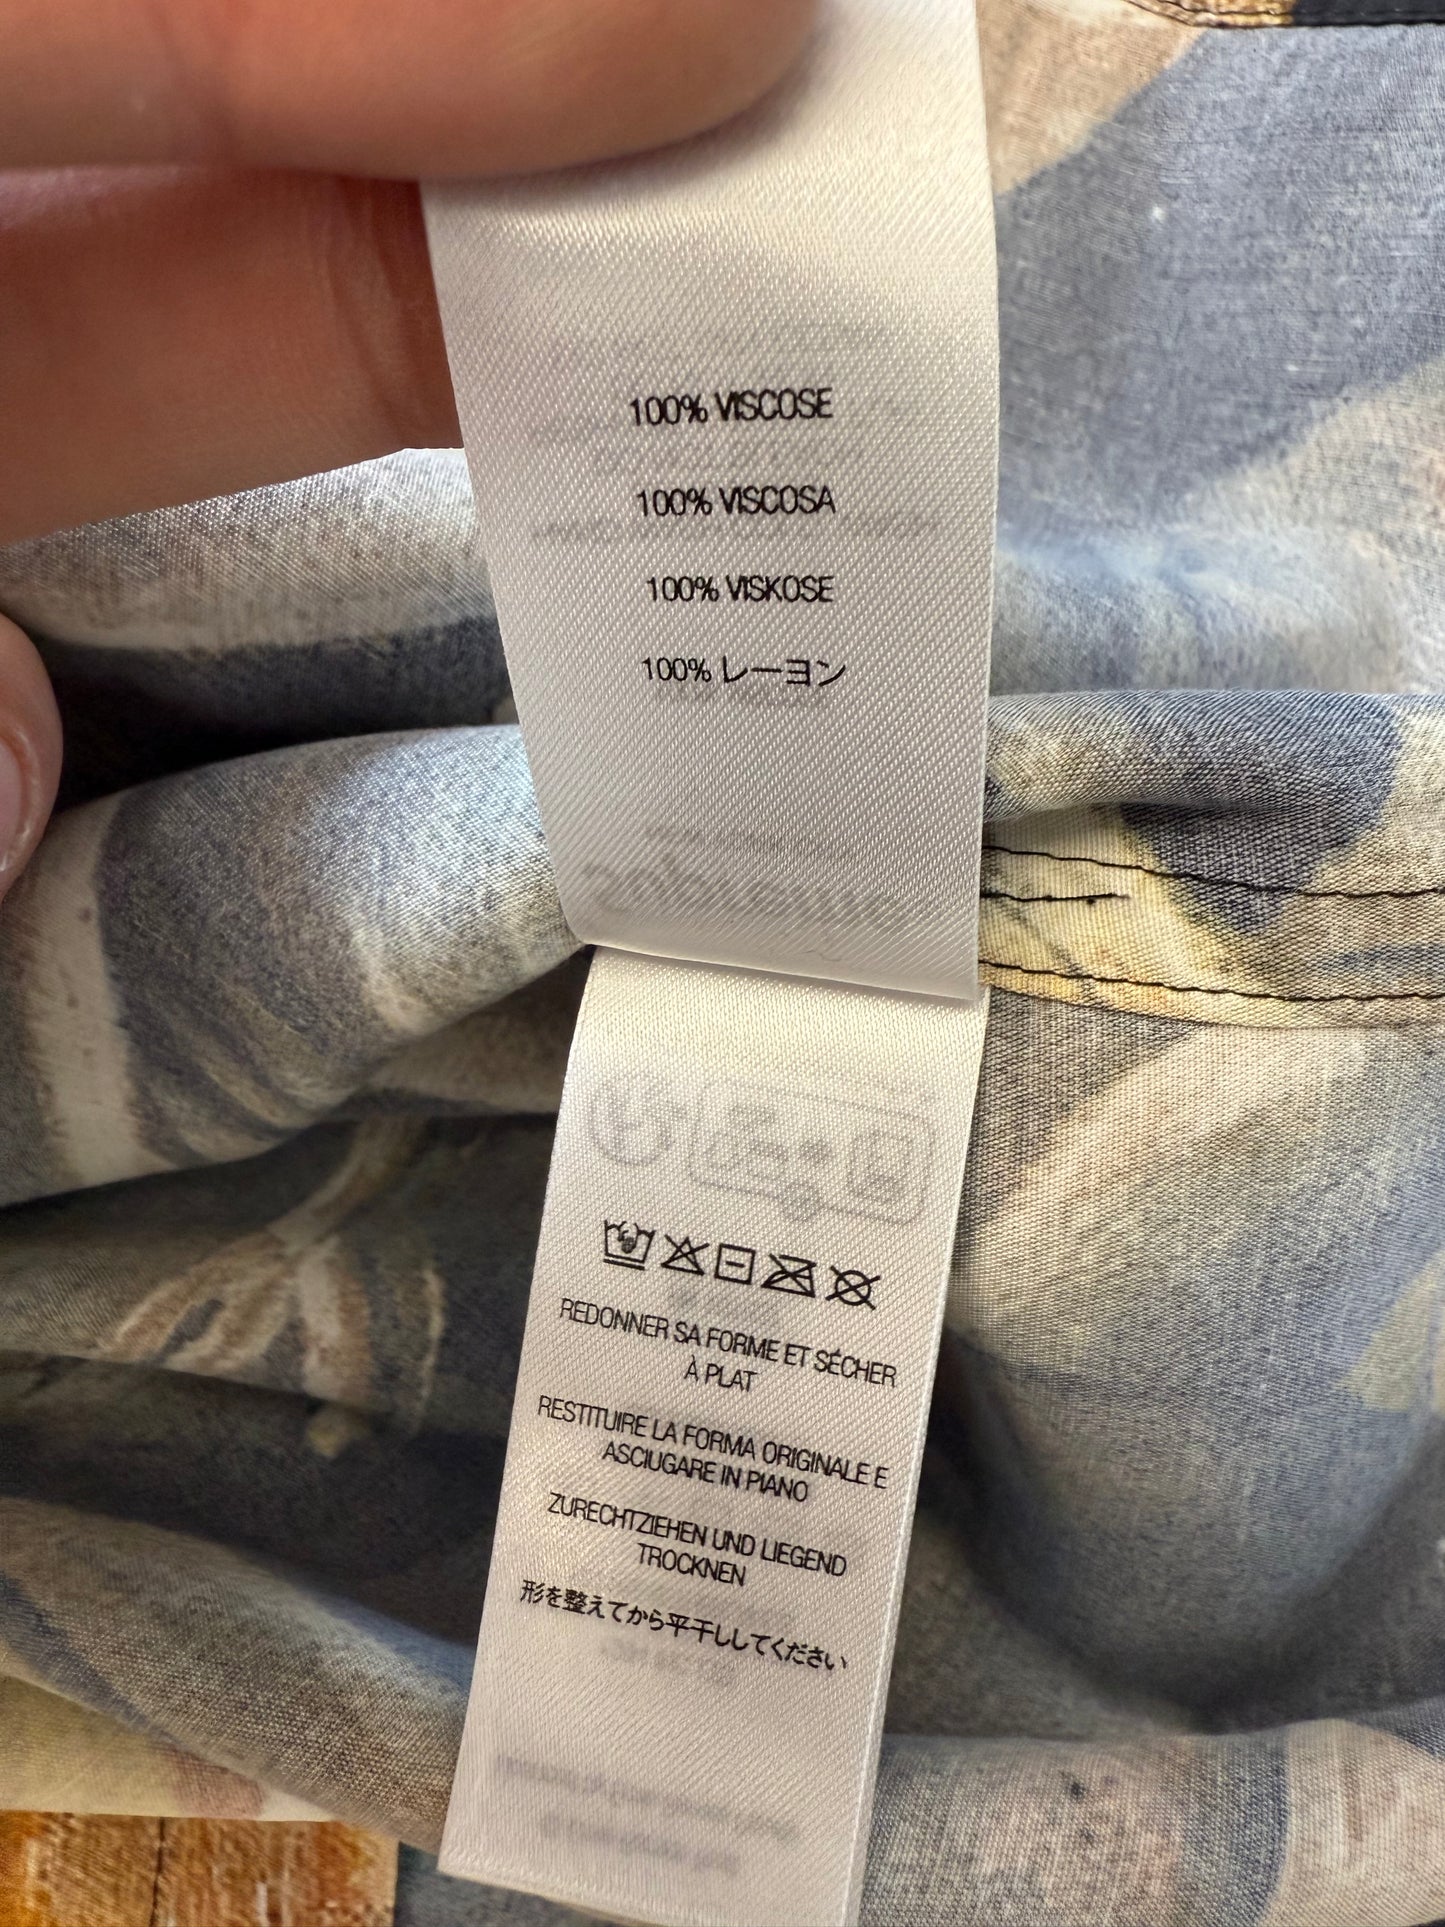 100% VISCOSE
100% VISCOSA
100% VISKOSE
100% レーヨン
REDONNER SA FORME ET SÉCHER
À PLAT
RESTITUIRE LA FORMA ORIGINALE E
ASCIUGARE IN PIANO
ZURECHTZIEHEN UND LIEGEND
TROCKNEN
形を整えてから平干ししてください